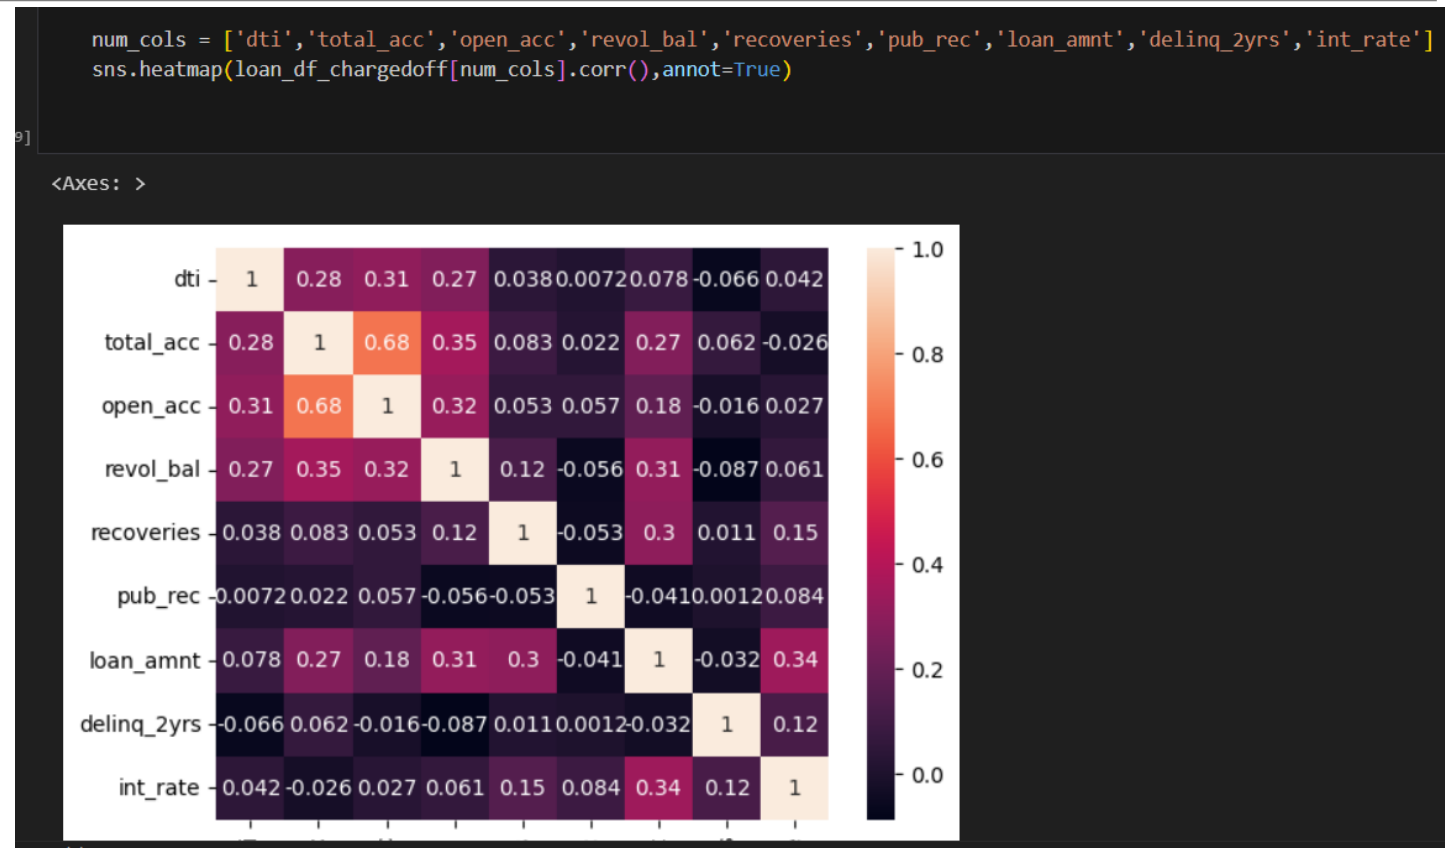 num_cols = ['dti','total_acc','open_acc','revol_bal','recoveries','pub_rec','loan_amnt','delinq_2yrs','int_rate']
sns.heatmap(loan_df_chargedoff[num_cols].corr(),annot=True)
9]
<Axes: >
dti 1 0.28 0.31 0.27 0.038 0.0072 0.078 -0.066 0.042
total_acc 0.28 1 0.68 0.35 0.083 0.022 0.27 0.062 -0.026
open_acc 0.31 0.68 1 0.32 0.053 0.057 0.18 -0.016 0.027
revol_bal 0.27 0.35 0.32 1 0.12 -0.056 0.31 -0.087 0.061
recoveries 0.038 0.083 0.053 0.12 1 -0.053 0.3 0.011 0.15
pub_rec 0.0072 0.022 0.057 -0.056 -0.053 1 -0.041 0.0012 0.084
loan_amnt 0.078 0.27 0.18 0.31 0.3 -0.041 1 -0.032 0.34
delinq_2yrs -0.066 0.062 -0.016 -0.087 0.011 0.0012 -0.032 1 0.12
int_rate 0.042 -0.026 0.027 0.061 0.15 0.084 0.34 0.12 1
1.0
0.8
0.6
0.4
0.2
0.0